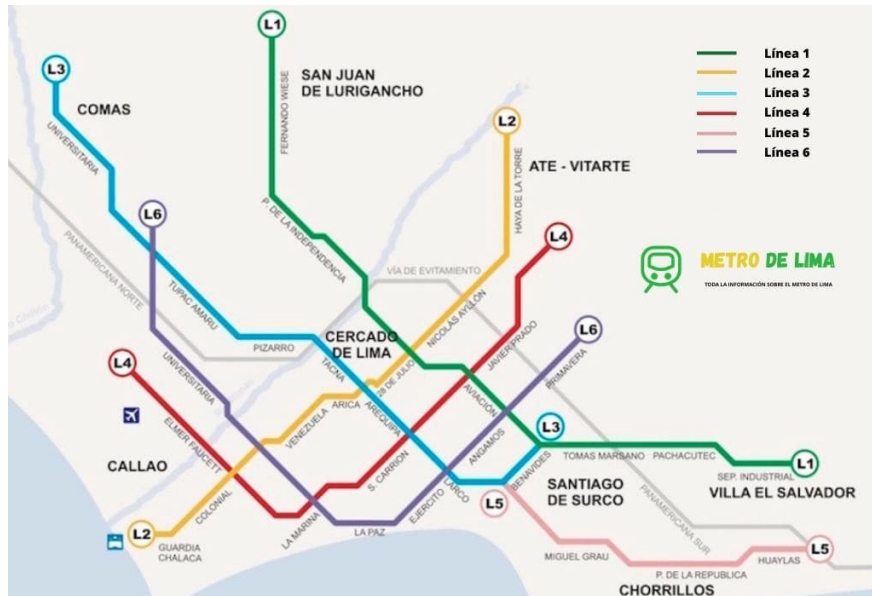 L1
L3
SAN JUAN
DE LURIGANCHO
COMAS
FERNANDO WIESE
UNIVERSITARIA
L2
ATE - VITARTE
HAYA DE LA TORRE
Línea 1
Línea 2
Línea 3
Línea 4
Línea 5
Línea 6
L6
P. DE LA INDEPENDENCIA
L4
PANAMERICANA NORTE
VÍA DE EVITAMIENTO
METRO DE LIMA
TODA LA INFORMACIÓN SOBRE EL METRO DE LIMA
TUPAC AMARU
NICOLÁS AYLLÓN
CERCADO
DE LIMA
PIZARRO
TACNA
JAVIER PRADO
L6
PRIMAVERA
L4
UNIVERSITARIA
28 DE JULIO
AVIACIÓN
ARICA
AREQUIPA
VENEZUELA
ELMER FAUCETT
CALLAO
ANGAMOS
L3
S. CARRION
TOMAS MARSANO
PACHACUTEC
L1
SEP. INDUSTRIAL
VILLA EL SALVADOR
BENAVIDES
SANTIAGO
DE SURCO
LARCO
COLONIAL
EJERCITO
L5
PANAMERICANA SUR
LA MARINA
LA PAZ
L2
GUARDIA
CHALACA
MIGUEL GRAU
HUAYLAS
L5
P. DE LA REPUBLICA
CHORRILLOS